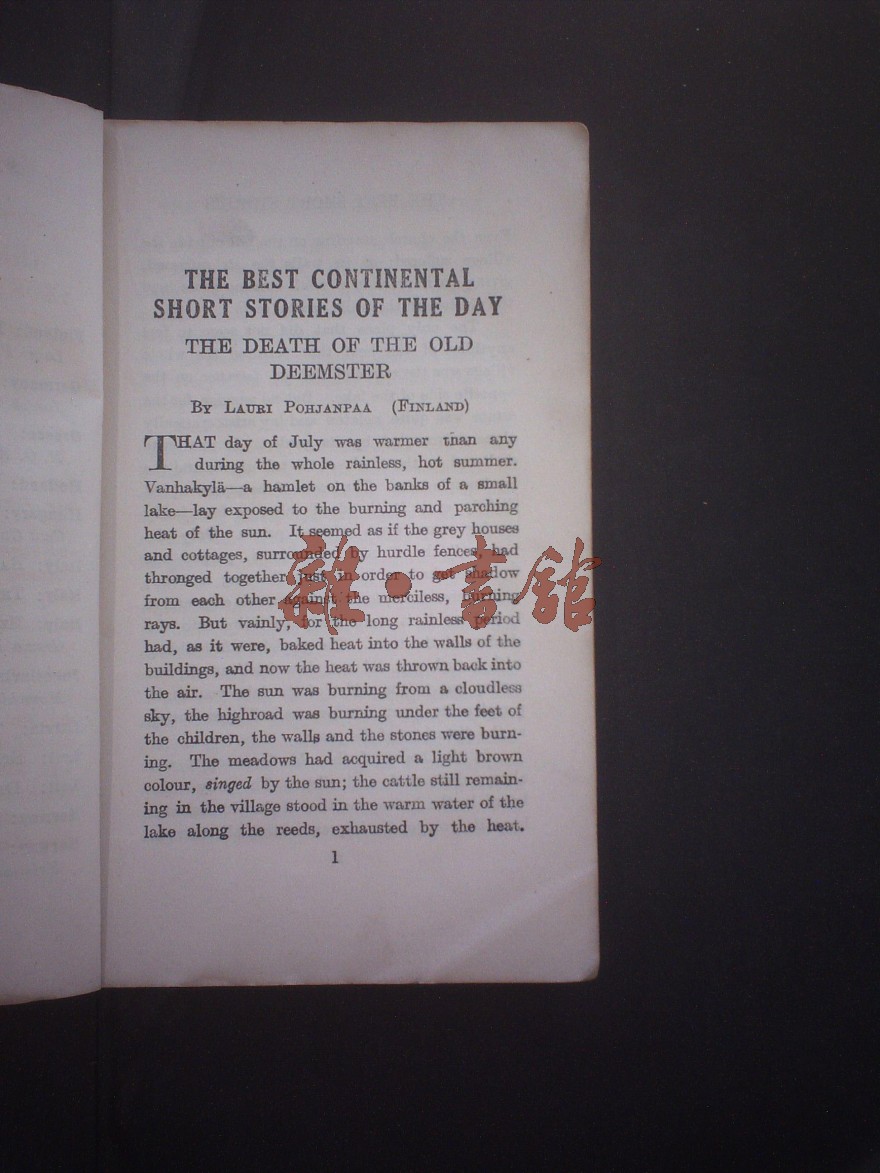 THE BEST CONTINENTAL
SHORT STORIES OF THE DAY
THE DEATH OF THE OLD
DEEMSTER
BY LAURI POHJANPAA (FINLAND)
THAT day of July was warmer than any
during the whole rainless, hot summer.
Vanhakylä—a hamlet on the banks of a small
lake—lay exposed to the burning and parching
heat of the sun. It seemed as if the grey houses
and cottages, surrounded by hurdle fences, had
thronged together just in order to get shadow
from each other against the merciless, burning
rays. But vainly, for the long rainless period
had, as it were, baked heat into the walls of the
buildings, and now the heat was thrown back into
the air. The sun was burning from a cloudless
sky, the highroad was burning under the feet of
the children, the walls and the stones were burn-
ing. The meadows had acquired a light brown
colour, singed by the sun; the cattle still remain-
ing in the village stood in the warm water of the
lake along the reeds, exhausted by the heat.
1
雜·書館